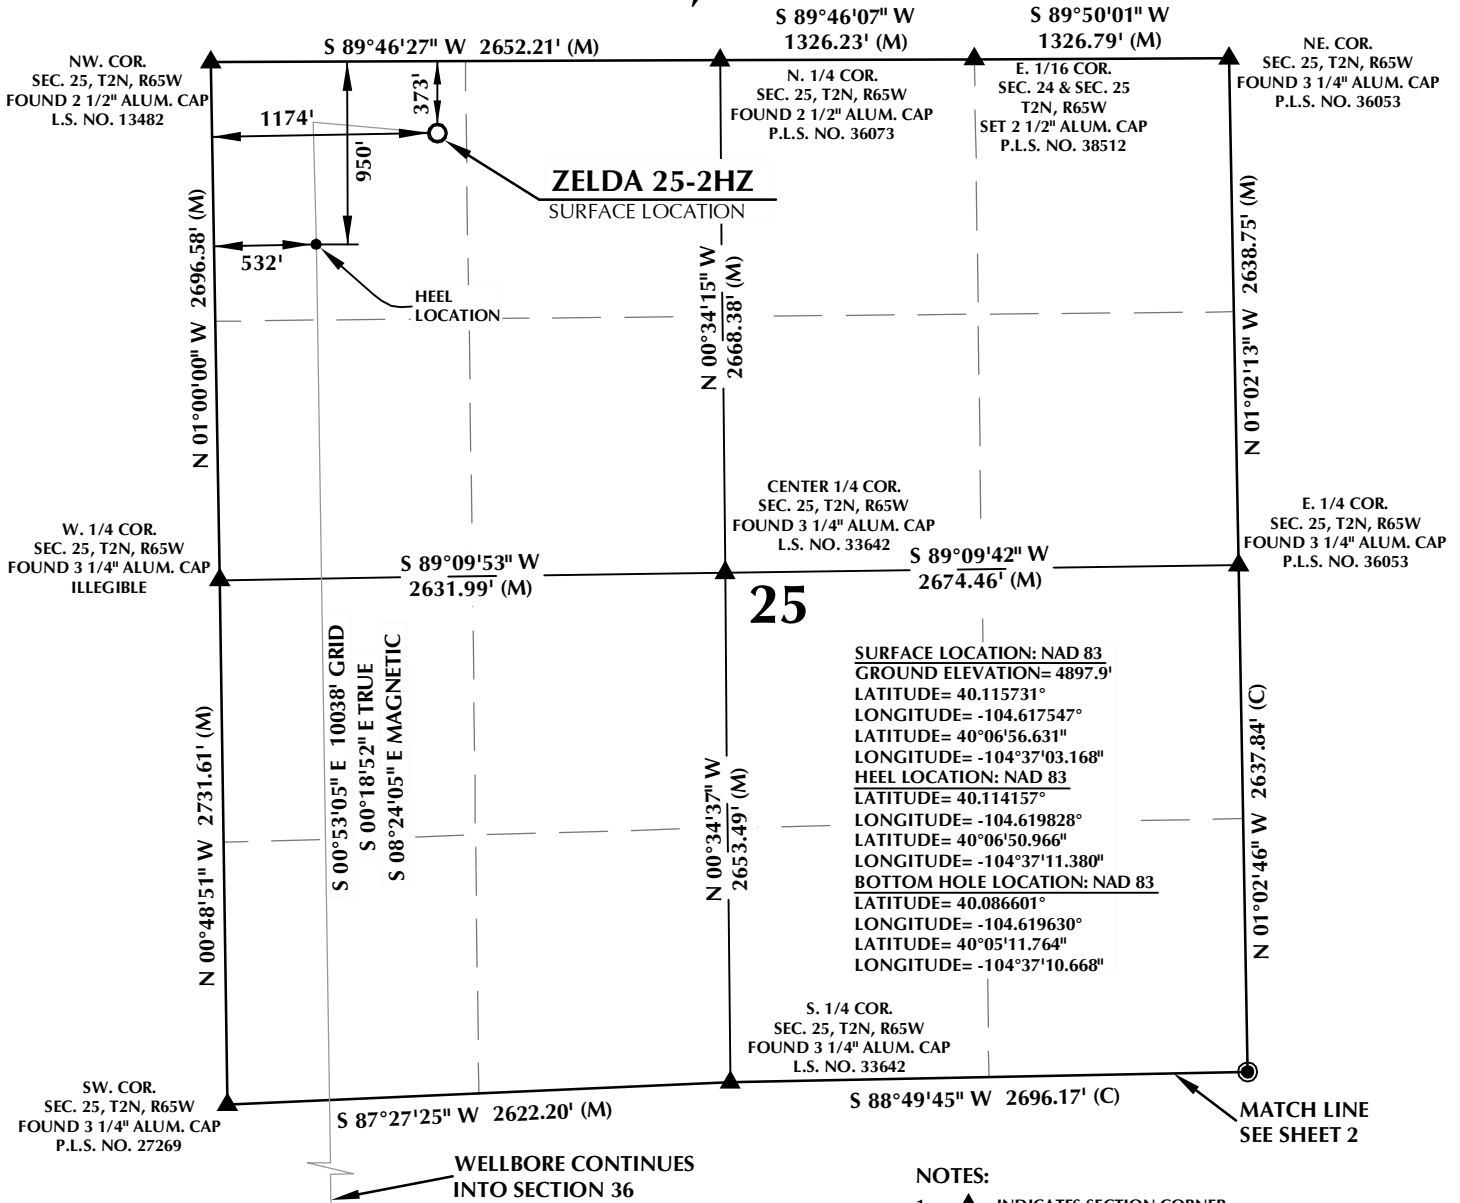 S 89°46'07" W
1326.23' (M)
S 89°50'01" W
1326.79' (M)
S 89°46'27" W 2652.21' (M)
NW. COR.
SEC. 25, T2N, R65W
FOUND 2 1/2" ALUM. CAP
L.S. NO. 13482
N. 1/4 COR.
SEC. 25, T2N, R65W
FOUND 2 1/2" ALUM. CAP
P.L.S. NO. 36073
E. 1/16 COR.
SEC. 24 & SEC. 25
T2N, R65W
SET 2 1/2" ALUM. CAP
P.L.S. NO. 38512
NE. COR.
SEC. 25, T2N, R65W
FOUND 3 1/4" ALUM. CAP
P.L.S. NO. 36053
373'
1174'
950'
532'
ZELDA 25-2HZ
SURFACE LOCATION
HEEL
LOCATION
N 01°00'00" W 2696.58' (M)
N 00°34'15" W
2668.38' (M)
N 01°02'13" W 2638.75' (M)
W. 1/4 COR.
SEC. 25, T2N, R65W
FOUND 3 1/4" ALUM. CAP
ILLEGIBLE
CENTER 1/4 COR.
SEC. 25, T2N, R65W
FOUND 3 1/4" ALUM. CAP
L.S. NO. 33642
E. 1/4 COR.
SEC. 25, T2N, R65W
FOUND 3 1/4" ALUM. CAP
P.L.S. NO. 36053
S 89°09'53" W
2631.99' (M)
S 89°09'42" W
2674.46' (M)
25
S 00°53'05" E 10038' GRID
S 00°18'52" E TRUE
S 08°24'05" E MAGNETIC
SURFACE LOCATION: NAD 83
GROUND ELEVATION= 4897.9'
LATITUDE= 40.115731°
LONGITUDE= -104.617547°
LATITUDE= 40°06'56.631"
LONGITUDE= -104°37'03.168"
HEEL LOCATION: NAD 83
LATITUDE= 40.114157°
LONGITUDE= -104.619828°
LATITUDE= 40°06'50.966"
LONGITUDE= -104°37'11.380"
BOTTOM HOLE LOCATION: NAD 83
LATITUDE= 40.086601°
LONGITUDE= -104.619630°
LATITUDE= 40°05'11.764"
LONGITUDE= -104°37'10.668"
N 00°48'51" W 2731.61' (M)
N 00°34'37" W
2653.49' (M)
N 01°02'46" W 2637.84' (C)
S. 1/4 COR.
SEC. 25, T2N, R65W
FOUND 3 1/4" ALUM. CAP
L.S. NO. 33642
SW. COR.
SEC. 25, T2N, R65W
FOUND 3 1/4" ALUM. CAP
P.L.S. NO. 27269
S 87°27'25" W 2622.20' (M)
S 88°49'45" W 2696.17' (C)
MATCH LINE
SEE SHEET 2
WELLBORE CONTINUES
INTO SECTION 36
NOTES:
INDICATES SECTION CORNER